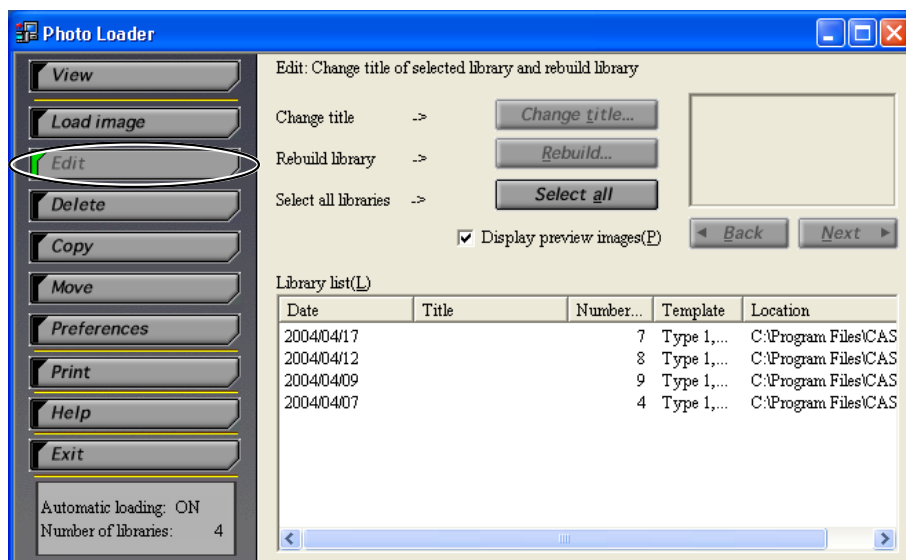 Photo Loader
View
Load image
Edit
Delete
Copy
Move
Preferences
Print
Help
Exit
Automatic loading: ON
Number of libraries: 4
Edit: Change title of selected library and rebuild library
Change title -> Change title...
Rebuild library -> Rebuild...
Select all libraries -> Select all
Display preview images(P)
Back Next
Library list(L)
Date Title Number... Template Location
2004/04/17 7 Type 1,... C:\Program Files\CAS
2004/04/12 8 Type 1,... C:\Program Files\CAS
2004/04/09 9 Type 1,... C:\Program Files\CAS
2004/04/07 4 Type 1,... C:\Program Files\CAS